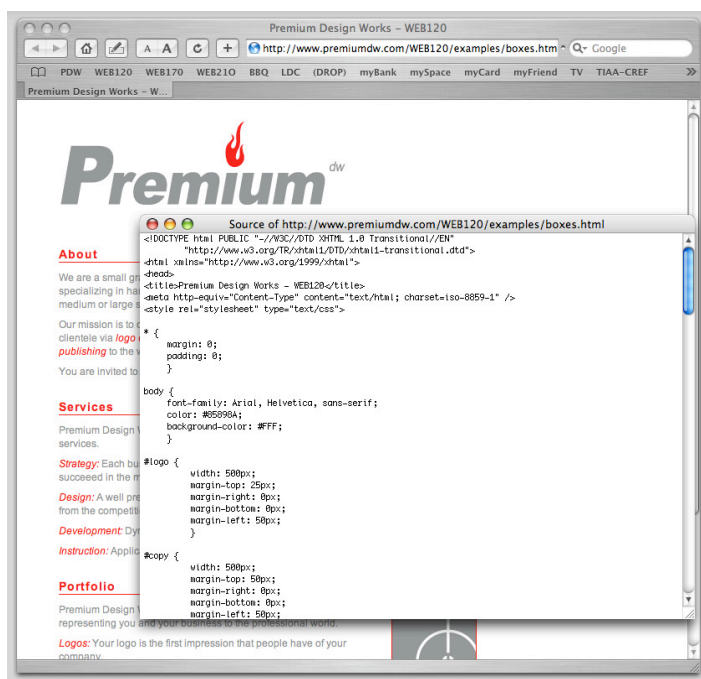 Premium Design Works – WEB120
A A
http://www.premiumdw.com/WEB120/examples/boxes.htm
Google
PDW WEB120 WEB170 WEB210 BBQ LDC (DROP) myBank mySpace myCard myFriend TV TIAA-CREF
Premium Design Works – W...
Premium dw
Source of http://www.premiumdw.com/WEB120/examples/boxes.html
<!DOCTYPE html PUBLIC "-//W3C//DTD XHTML 1.0 Transitional//EN"
"http://www.w3.org/TR/xhtml1/DTD/xhtml1-transitional.dtd">
<html xmlns="http://www.w3.org/1999/xhtml">
<head>
<title>Premium Design Works - WEB120</title>
<meta http-equiv="Content-Type" content="text/html; charset=iso-8859-1" />
<style rel="stylesheet" type="text/css">
* {
margin: 0;
padding: 0;
}
body {
font-family: Arial, Helvetica, sans-serif;
color: #85898A;
background-color: #FFF;
}
#logo {
width: 500px;
margin-top: 25px;
margin-right: 0px;
margin-bottom: 0px;
margin-left: 50px;
}
#copy {
width: 500px;
margin-top: 50px;
margin-right: 0px;
margin-bottom: 0px;
margin-left: 50px;
About
We are a small
specializing in
medium or large
Our mission is to
clientele via logo
publishing to the
You are invited to
Services
Premium Design
services.
Strategy: Each
succeeed in the
Design: A well
from the
Development:
Instruction:
Portfolio
Premium Design
representing you and your business to the professional world.
Logos: Your logo is the first impression that people have of your
company.